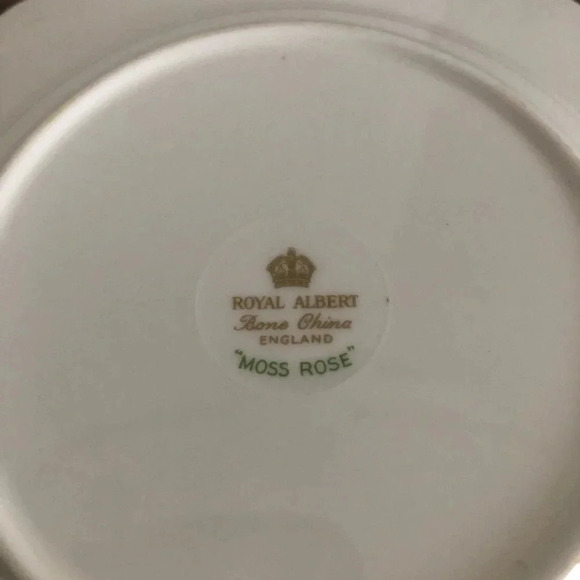 ROYAL ALBERT
Bone China
ENGLAND
"MOSS ROSE"